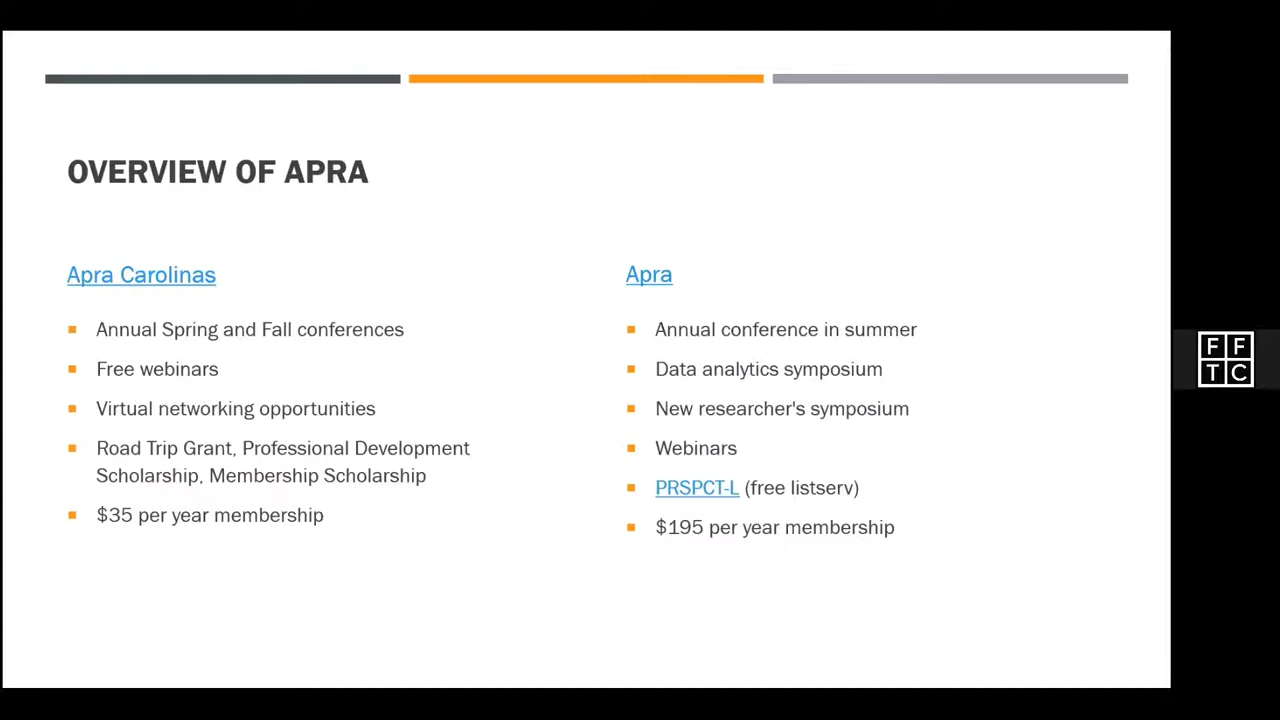 OVERVIEW OF APRA
Apra Carolinas
Annual Spring and Fall conferences
Free webinars
Virtual networking opportunities
Road Trip Grant, Professional Development
Scholarship, Membership Scholarship
$35 per year membership
Apra
Annual conference in summer
Data analytics symposium
New researcher's symposium
Webinars
PRSPCT-L (free listserv)
$195 per year membership
F F
T C